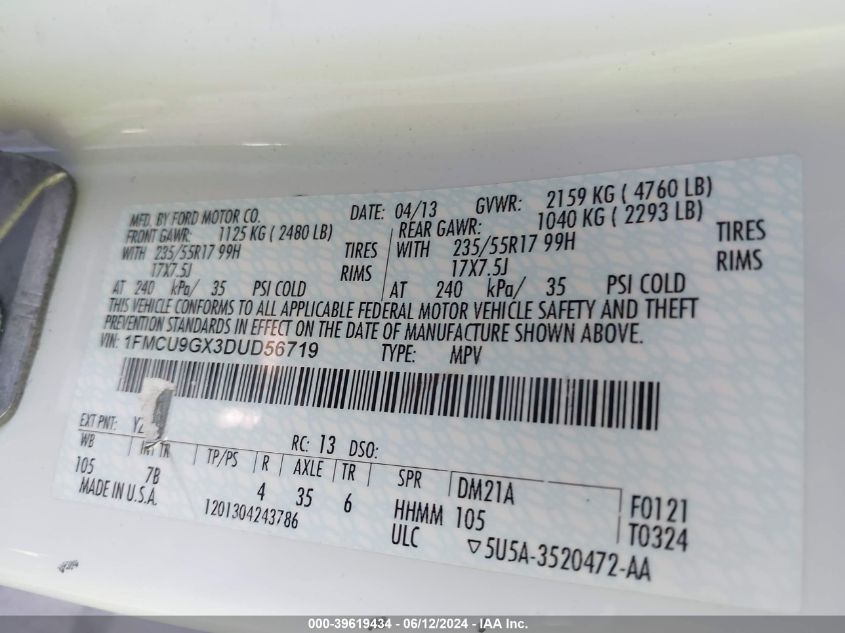 MFD. BY FORD MOTOR CO. DATE: 04/13 GVWR: 2159 KG ( 4760 LB)
FRONT GAWR: 1125 KG ( 2480 LB) REAR GAWR: 1040 KG ( 2293 LB)
WITH 235/55R17 99H TIRES WITH 235/55R17 99H TIRES
17X7.5J RIMS 17X7.5J RIMS
AT 240 kPa/ 35 PSI COLD AT 240 kPa/ 35 PSI COLD
THIS VEHICLE CONFORMS TO ALL APPLICABLE FEDERAL MOTOR VEHICLE SAFETY AND THEFT
PREVENTION STANDARDS IN EFFECT ON THE DATE OF MANUFACTURE SHOWN ABOVE.
VIN: 1FMCU9GX3DUD56719 TYPE: MPV
EXT PNT: RC: 13 DSO:
WB INT TR TP/PS R AXLE TR SPR DM21A F0121
105 7B 4 35 6 HHMM 105 T0324
MADE IN U.S.A. 1201304243786 ULC ▽5U5A-3520472-AA
000-39619434 - 06/12/2024 - IAA Inc.